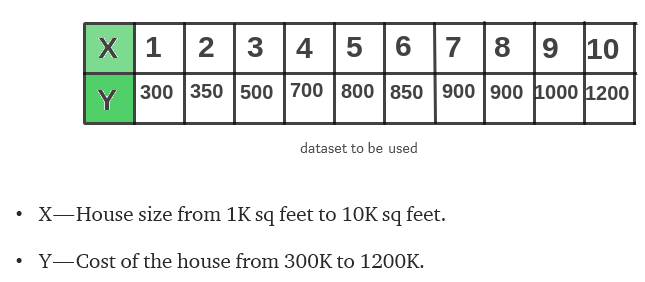 X 1 2 3 4 5 6 7 8 9 10
Y 300 350 500 700 800 850 900 900 1000 1200
dataset to be used
• X—House size from 1K sq feet to 10K sq feet.
• Y—Cost of the house from 300K to 1200K.